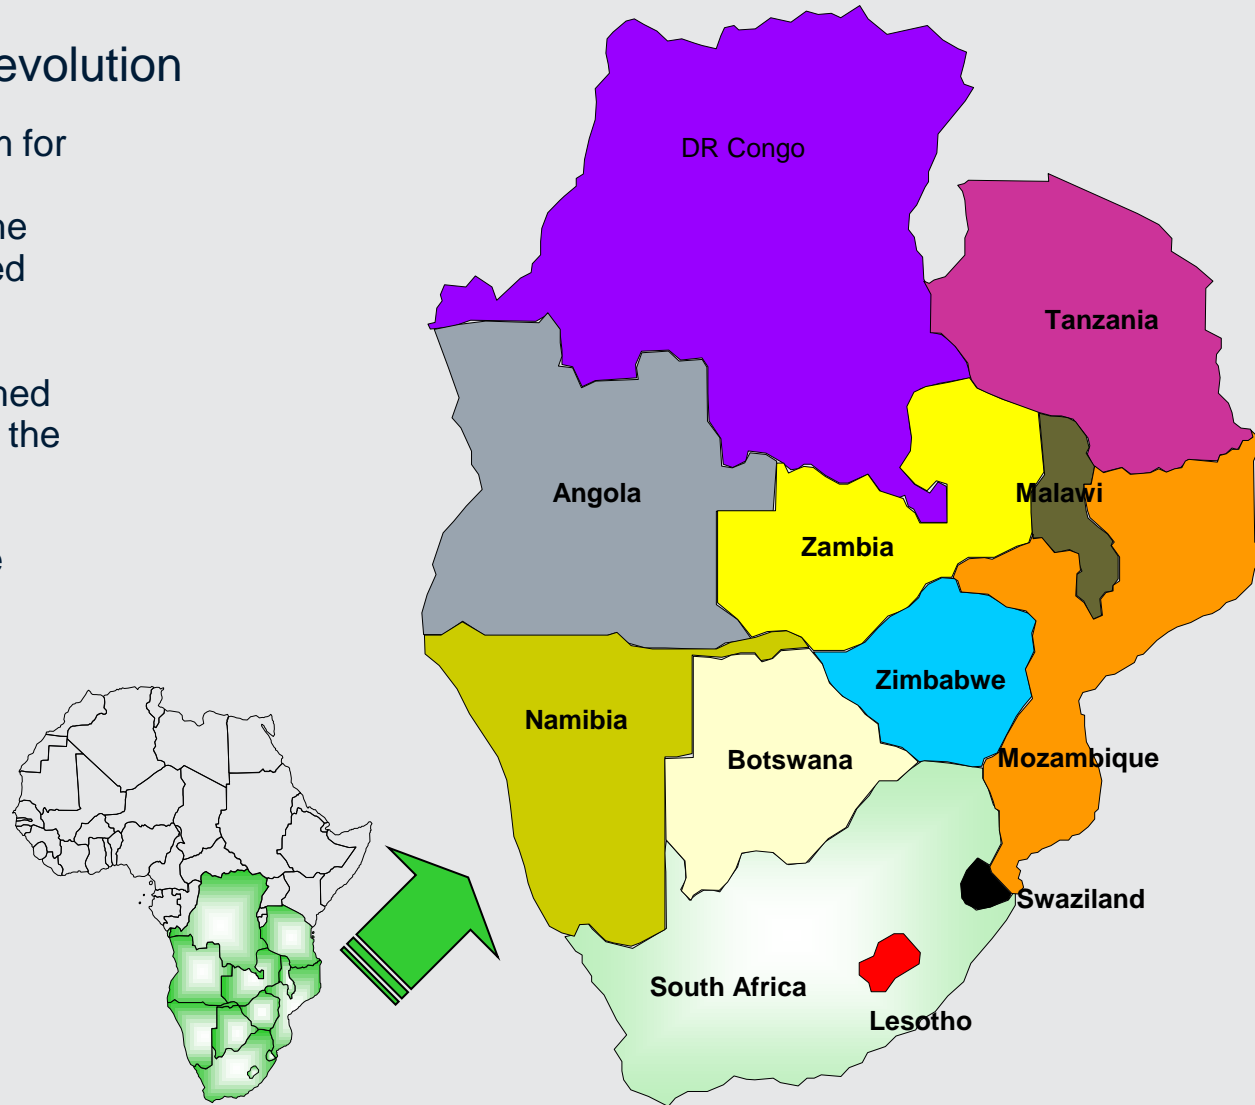 evolution
n for
ne
ed
ned
the
e
DR Congo
Tanzania
Angola
Malawi
Zambia
Zimbabwe
Namibia
Botswana
Mozambique
Swaziland
South Africa
Lesotho